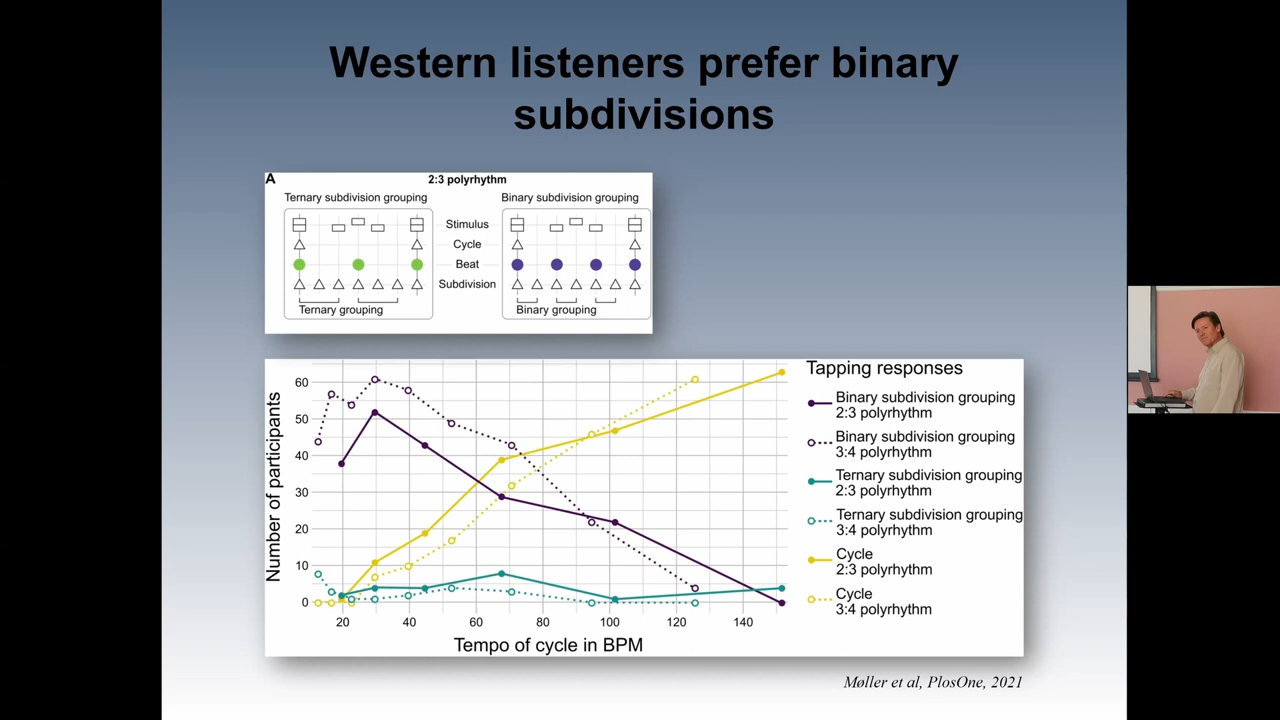 Western listeners prefer binary
subdivisions
A
2:3 polyrhythm
Ternary subdivision grouping
Binary subdivision grouping
Stimulus
Cycle
Beat
Subdivision
Ternary grouping
Binary grouping
Number of participants
60
50
40
30
20
10
0
20
40
60
80
100
120
140
Tempo of cycle in BPM
Tapping responses
Binary subdivision grouping
2:3 polyrhythm
Binary subdivision grouping
3:4 polyrhythm
Ternary subdivision grouping
2:3 polyrhythm
Ternary subdivision grouping
3:4 polyrhythm
Cycle
2:3 polyrhythm
Cycle
3:4 polyrhythm
Møller et al, PlosOne, 2021